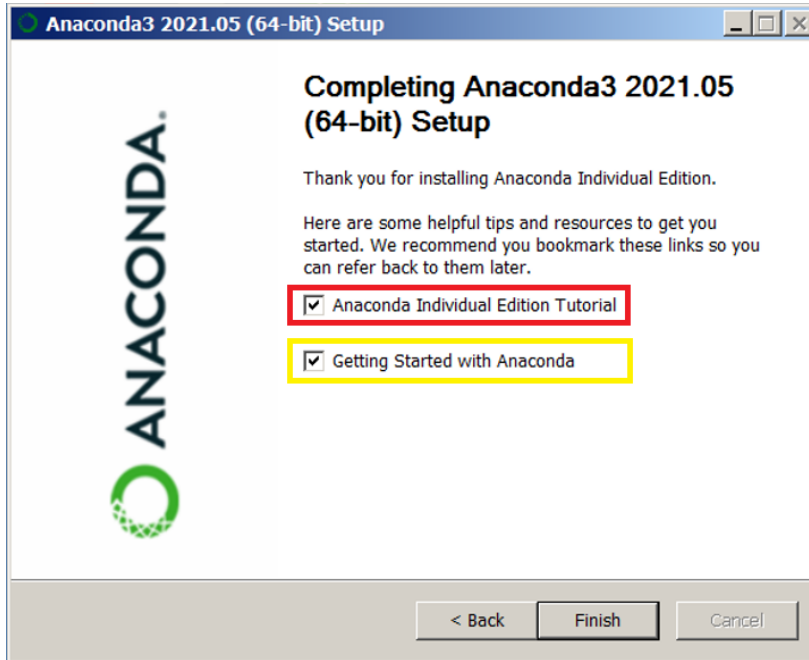 Anaconda3 2021.05 (64-bit) Setup
Completing Anaconda3 2021.05
(64-bit) Setup
ANACONDA.
Thank you for installing Anaconda Individual Edition.
Here are some helpful tips and resources to get you
started. We recommend you bookmark these links so you
can refer back to them later.
Anaconda Individual Edition Tutorial
Getting Started with Anaconda
< Back Finish Cancel